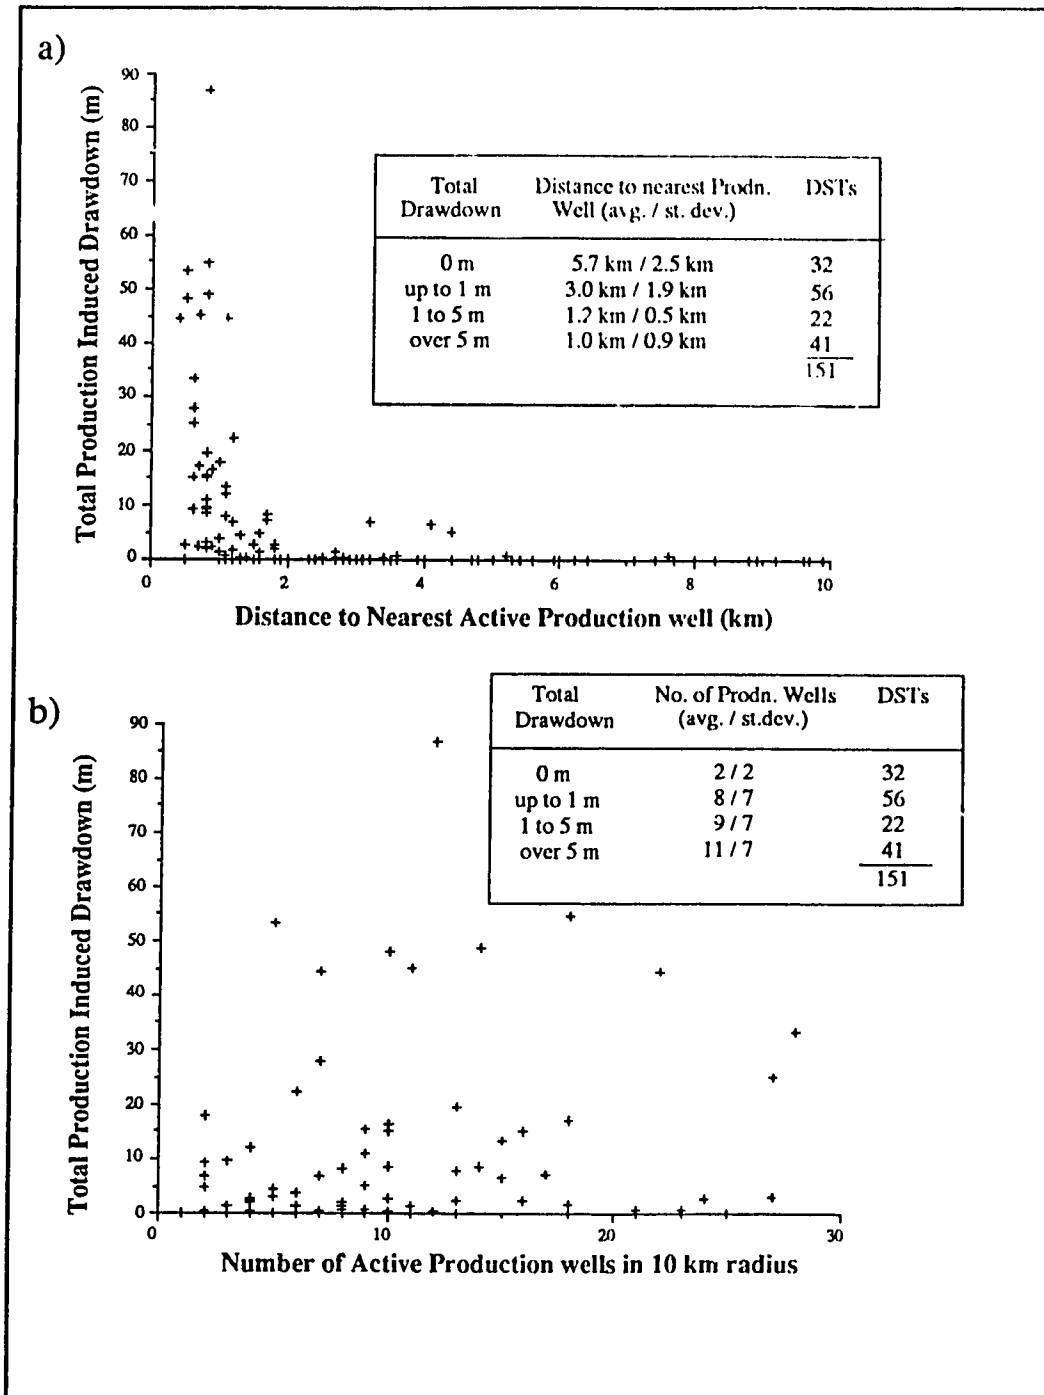 a)
Total Production Induced Drawdown (m)
90
80
70
60
50
40
30
20
10
0
0 2 4 6 8 10
Distance to Nearest Active Production well (km)
Total Distance to nearest Prodn. DSTs
Drawdown Well (avg. / st. dev.)
0 m 5.7 km / 2.5 km 32
up to 1 m 3.0 km / 1.9 km 56
1 to 5 m 1.2 km / 0.5 km 22
over 5 m 1.0 km / 0.9 km 41
151
b)
Total Production Induced Drawdown (m)
90
80
70
60
50
40
30
20
10
0
0 10 20 30
Number of Active Production wells in 10 km radius
Total No. of Prodn. Wells DSTs
Drawdown (avg. / st.dev.)
0 m 2 / 2 32
up to 1 m 8 / 7 56
1 to 5 m 9 / 7 22
over 5 m 11 / 7 41
151